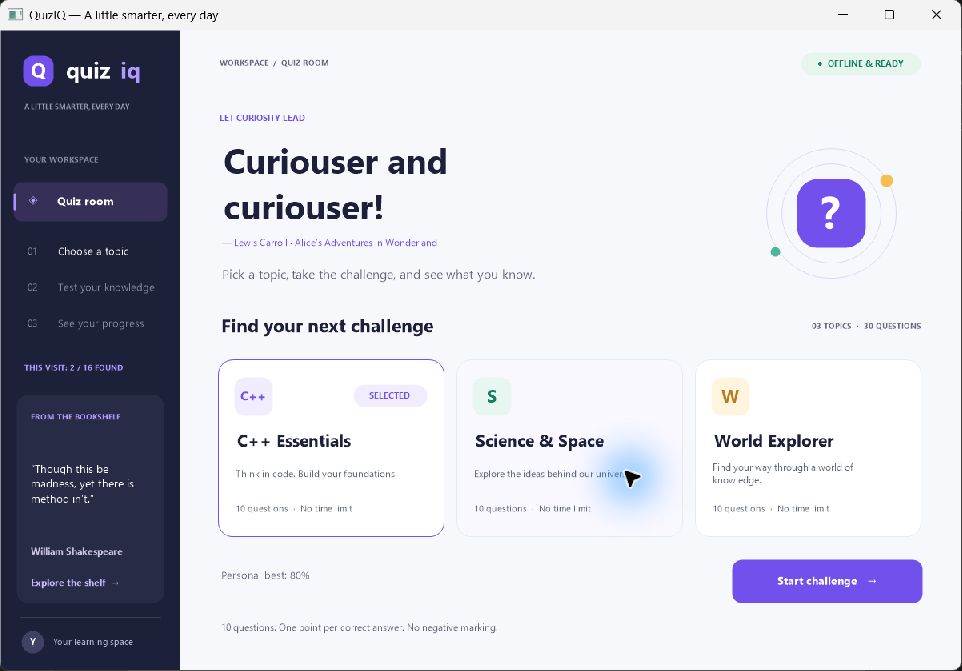 QuizIQ — A little smarter, every day
Q quiz iq
A LITTLE SMARTER, EVERY DAY
YOUR WORKSPACE
Quiz room
01 Choose a topic
02 Test your knowledge
03 See your progress
THIS VISIT: 2 / 16 FOUND
FROM THE BOOKSHELF
"Though this be
madness, yet there is
method in't."
William Shakespeare
Explore the shelf →
Y Your learning space
WORKSPACE / QUIZ ROOM
• OFFLINE & READY
LET CURIOSITY LEAD
Curiouser and
curiouser!
— Lewis Carroll · Alice's Adventures in Wonderland
Pick a topic, take the challenge, and see what you know.
?
Find your next challenge
03 TOPICS · 30 QUESTIONS
C++
SELECTED
C++ Essentials
Think in code. Build your foundations
10 questions · No time limit
S
Science & Space
Explore the ideas behind our
10 questions · No time limit
W
World Explorer
Find your way through a world of
knowledge.
10 questions · No time limit
Personal best: 80%
Start challenge →
10 questions. One point per correct answer. No negative marking.